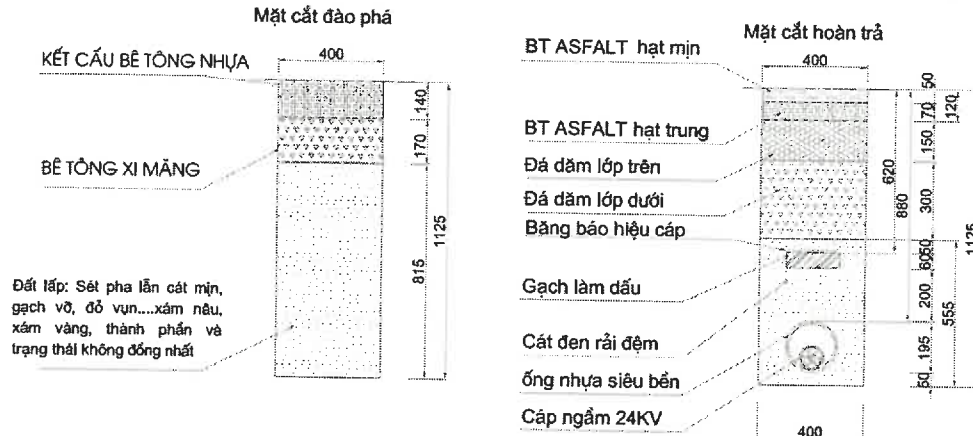 Mặt cắt đào phá
400
KẾT CẤU BÊ TÔNG NHỰA
140
170
BÊ TÔNG XI MĂNG
1125
815
Đất lấp: Sét pha lẫn cát mịn,
gạch vỡ, đổ vụn....xám nâu,
xám vàng, thành phần và
trạng thái không đồng nhất
Mặt cắt hoàn trả
400
BT ASFALT hạt mịn
50
70
120
BT ASFALT hạt trung
150
Đá dăm lớp trên
620
880
Đá dăm lớp dưới
300
Băng báo hiệu cáp
50
60
1125
Gạch làm dấu
200
555
Cát đen rải đệm
195
ống nhựa siêu bền
50
Cáp ngầm 24KV
400